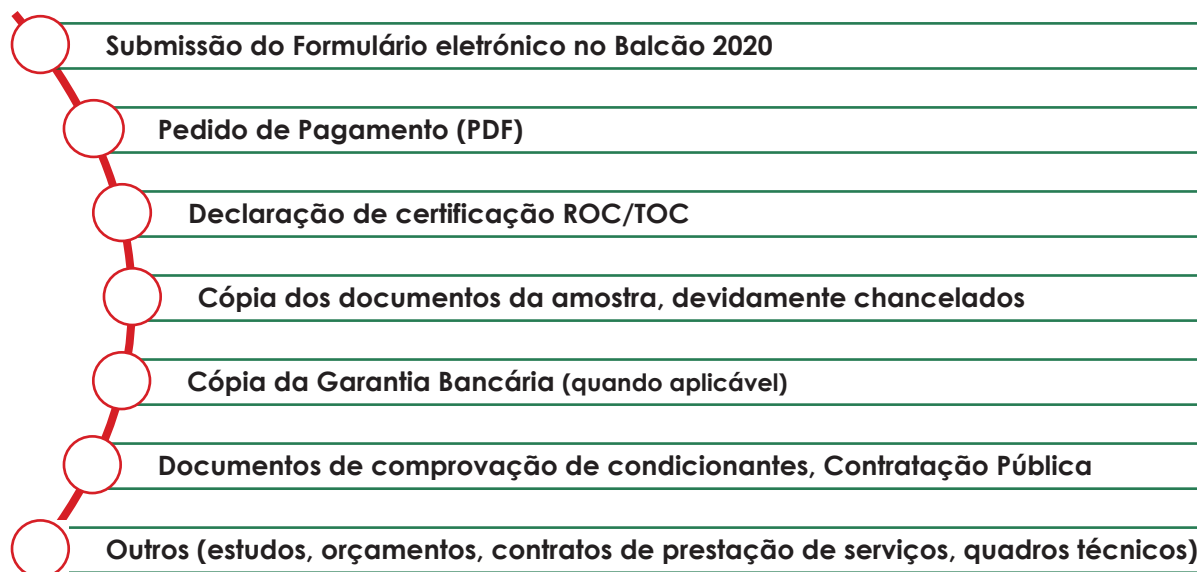 Submissão do Formulário eletrónico no Balcão 2020
Pedido de Pagamento (PDF)
Declaração de certificação ROC/TOC
Cópia dos documentos da amostra, devidamente chancelados
Cópia da Garantia Bancária (quando aplicável)
Documentos de comprovação de condicionantes, Contratação Pública
Outros (estudos, orçamentos, contratos de prestação de serviços, quadros técnicos)